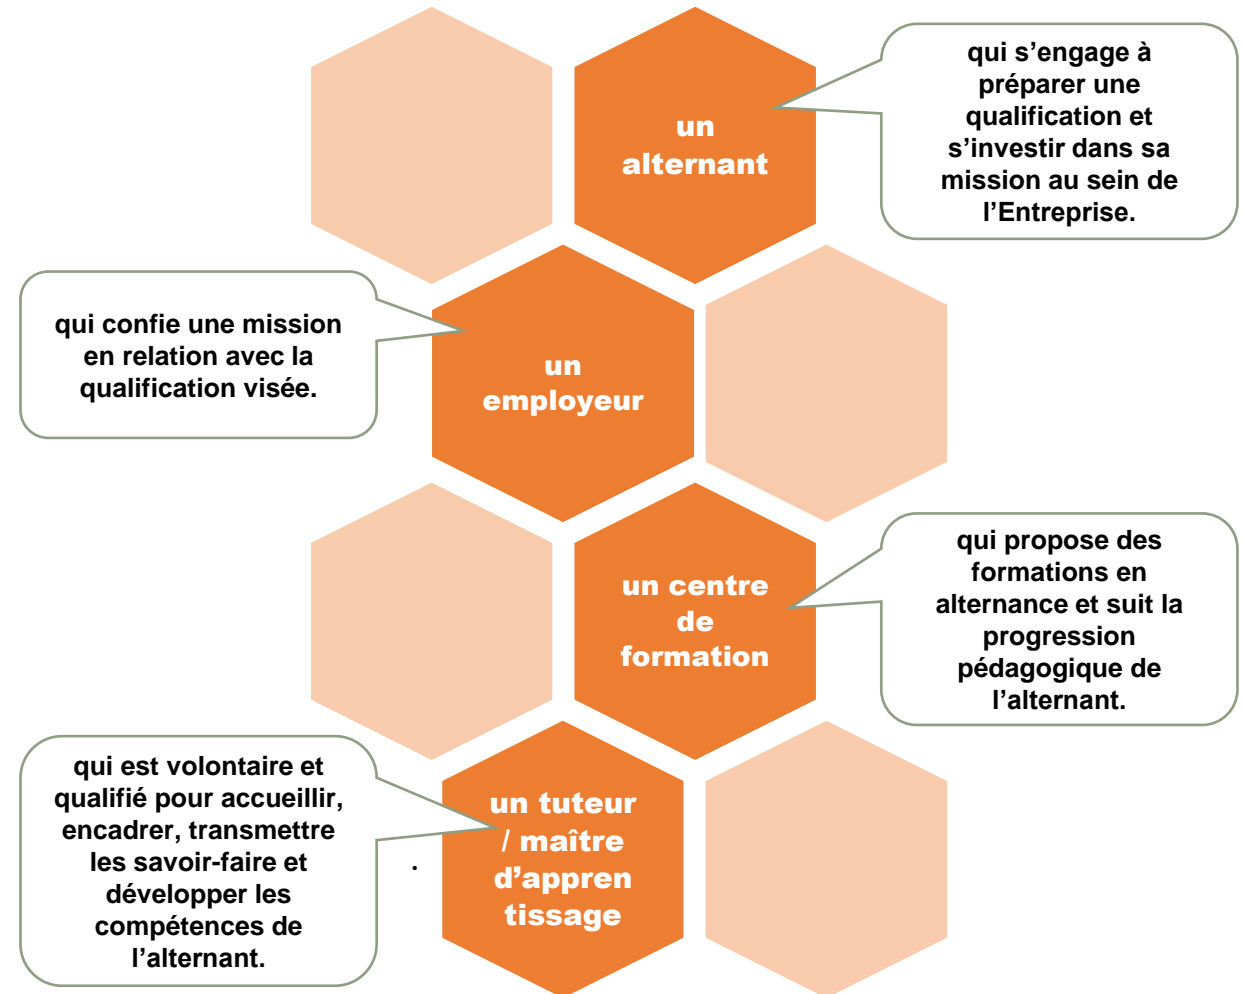 un
alternant
qui s’engage à
préparer une
qualification et
s’investir dans sa
mission au sein de
l’Entreprise.
qui confie une mission
en relation avec la
qualification visée.
un
employeur
un centre
de
formation
qui propose des
formations en
alternance et suit la
progression
pédagogique de
l’alternant.
qui est volontaire et
qualifié pour accueillir,
encadrer, transmettre
les savoir-faire et
développer les
compétences de
l’alternant.
.
un tuteur
/ maître
d’appren
tissage